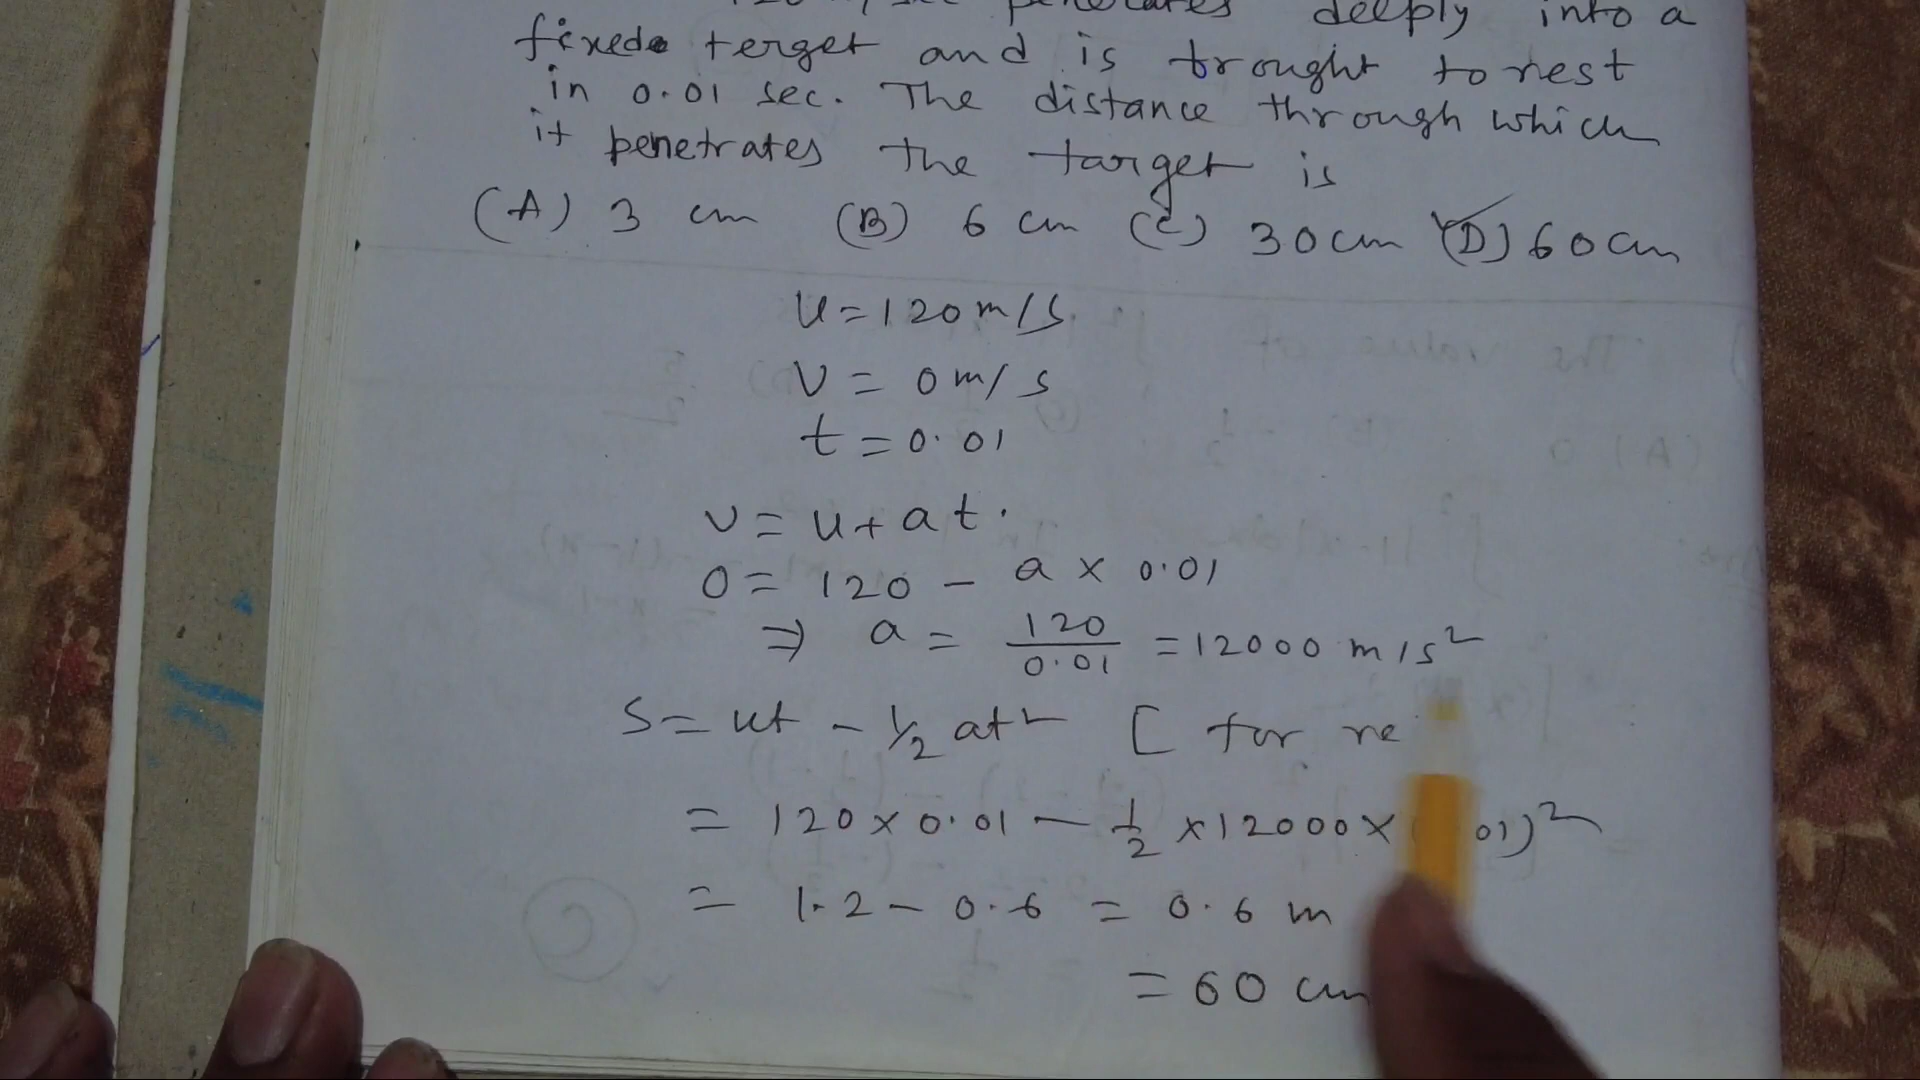 deeply into a
fixed terget and is brought to rest
in 0.01 sec. The distance through which
it penetrates the target is
(A) 3 cm (B) 6 cm (C) 30 cm (D) 60 cm
u = 120 m/s
v = 0 m/s
t = 0.01
v = u + at.
0 = 120 - a × 0.01
⇒ a = 120/0.01 = 12000 m/s²
S = ut - 1/2 at² [for re
= 120 × 0.01 - 1/2 × 12000 × 01)²
= 1.2 - 0.6 = 0.6 m
= 60 cm